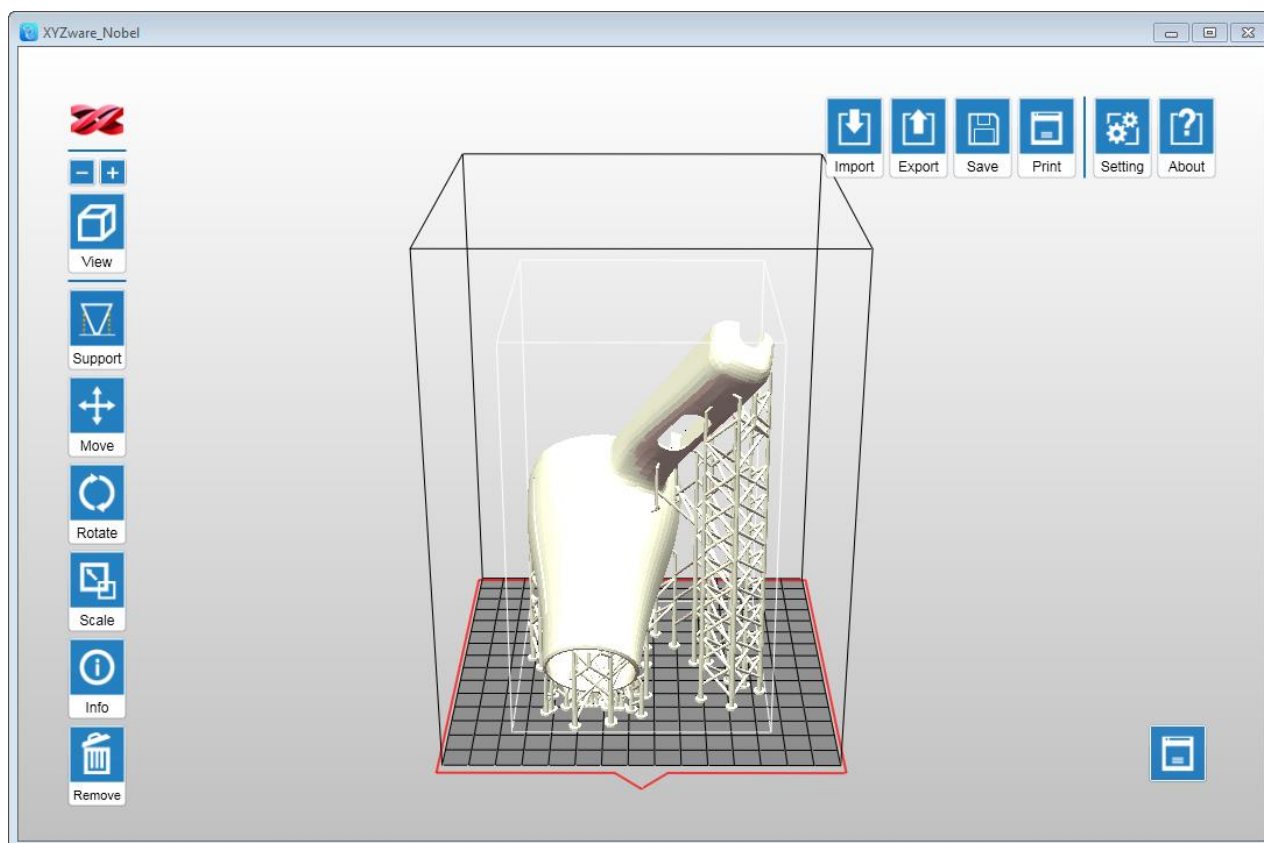 XYZware_Nobel
Import Export Save Print Setting About
View
Support
Move
Rotate
Scale
Info
Remove